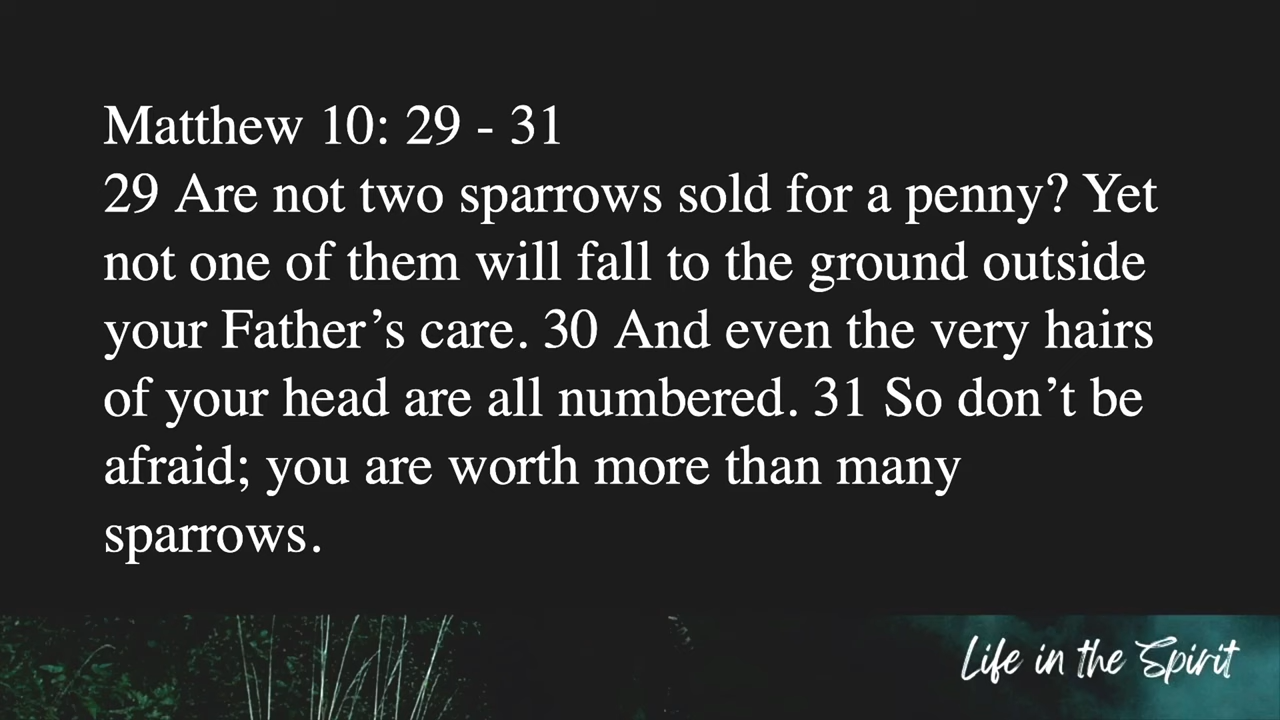 Matthew 10: 29 - 31
29 Are not two sparrows sold for a penny? Yet
not one of them will fall to the ground outside
your Father’s care. 30 And even the very hairs
of your head are all numbered. 31 So don’t be
afraid; you are worth more than many
sparrows.
Life in the Spirit